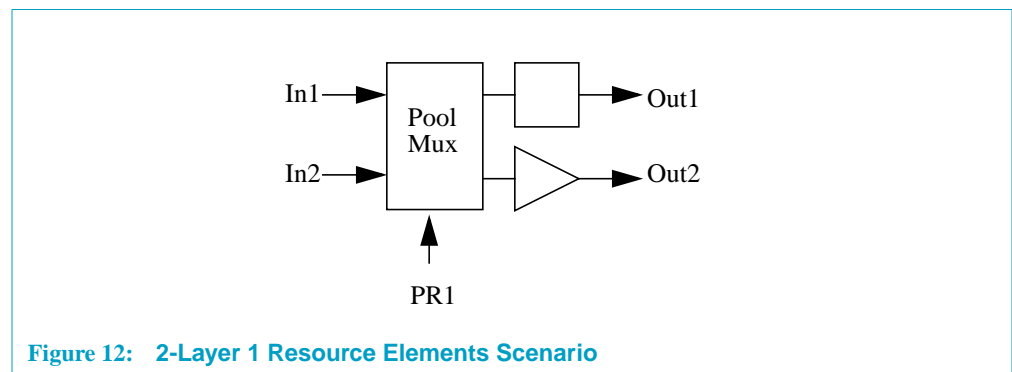 In1
Pool
Mux
Out1
In2
Out2
PR1
Figure 12: 2-Layer 1 Resource Elements Scenario